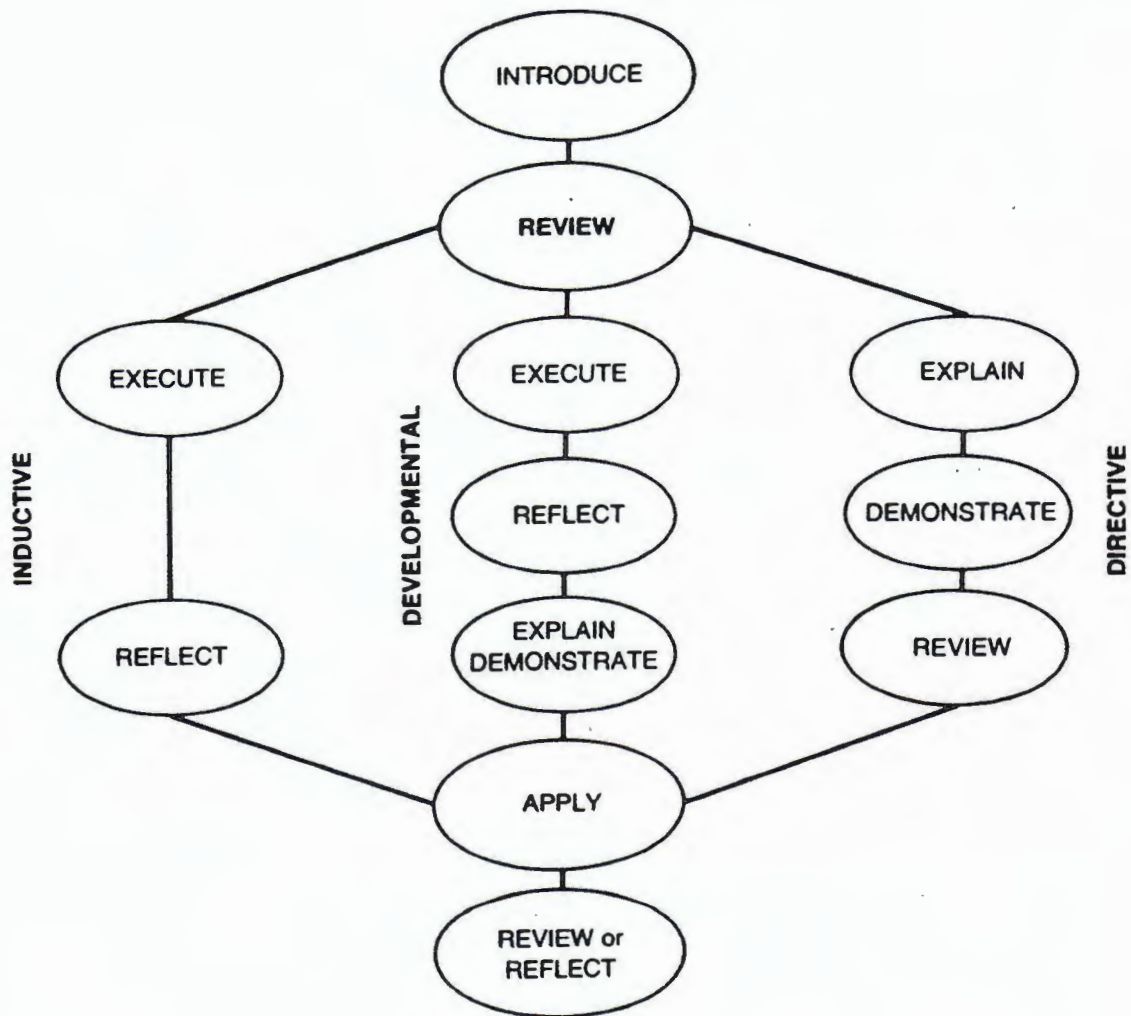 INTRODUCE
REVIEW
INDUCTIVE
EXECUTE
REFLECT
DEVELOPMENTAL
EXECUTE
REFLECT
EXPLAIN
DEMONSTRATE
DIRECTIVE
EXPLAIN
DEMONSTRATE
REVIEW
APPLY
REVIEW or
REFLECT